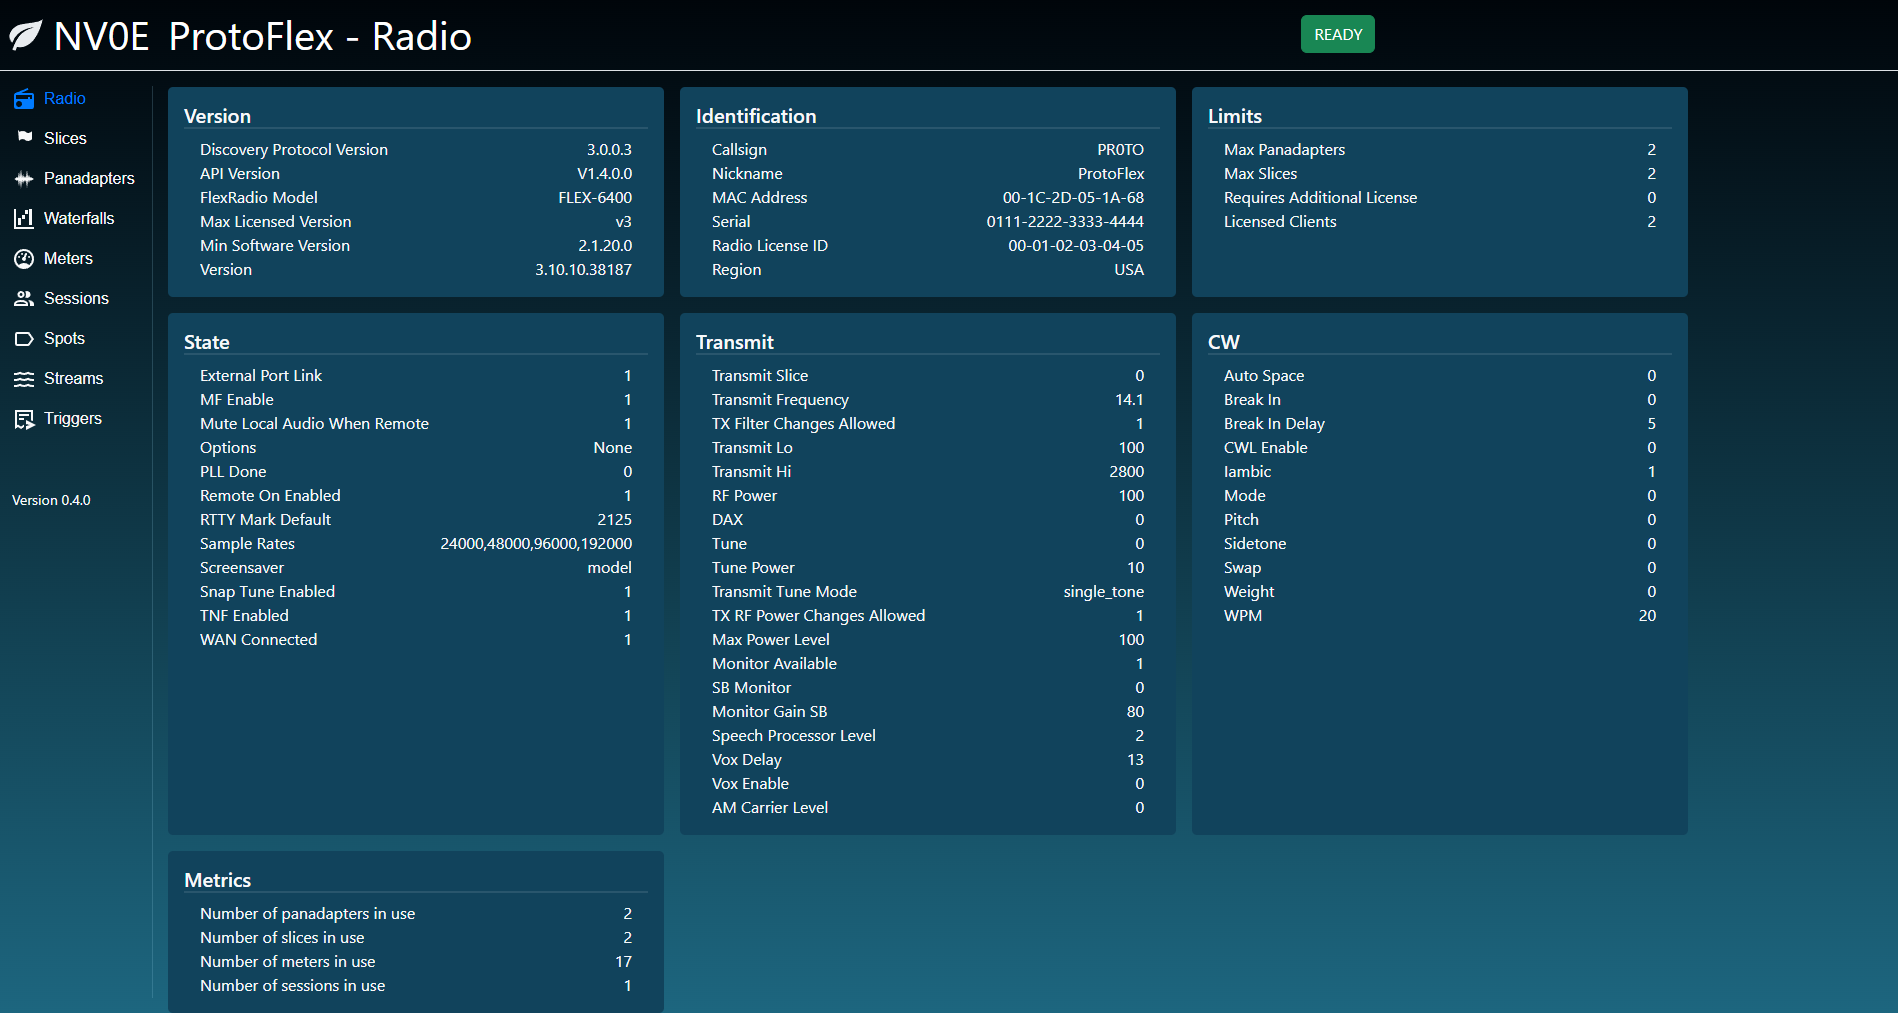 NV0E ProtoFlex - Radio
READY
Radio
Slices
Panadapters
Waterfalls
Meters
Sessions
Spots
Streams
Triggers
Version 0.4.0
Version
Discovery Protocol Version 3.0.0.3
API Version V1.4.0.0
FlexRadio Model FLEX-6400
Max Licensed Version v3
Min Software Version 2.1.20.0
Version 3.10.10.38187
Identification
Callsign PR0TO
Nickname ProtoFlex
MAC Address 00-1C-2D-05-1A-68
Serial 0111-2222-3333-4444
Radio License ID 00-01-02-03-04-05
Region USA
Limits
Max Panadapters 2
Max Slices 2
Requires Additional License 0
Licensed Clients 2
State
External Port Link 1
MF Enable 1
Mute Local Audio When Remote 1
Options None
PLL Done 0
Remote On Enabled 1
RTTY Mark Default 2125
Sample Rates 24000,48000,96000,192000
Screensaver model
Snap Tune Enabled 1
TNF Enabled 1
WAN Connected 1
Transmit
Transmit Slice 0
Transmit Frequency 14.1
TX Filter Changes Allowed 1
Transmit Lo 100
Transmit Hi 2800
RF Power 100
DAX 0
Tune 0
Tune Power 10
Transmit Tune Mode single_tone
TX RF Power Changes Allowed 1
Max Power Level 100
Monitor Available 1
SB Monitor 0
Monitor Gain SB 80
Speech Processor Level 2
Vox Delay 13
Vox Enable 0
AM Carrier Level 0
CW
Auto Space 0
Break In 0
Break In Delay 5
CWL Enable 0
Iambic 1
Mode 0
Pitch 0
Sidetone 0
Swap 0
Weight 0
WPM 20
Metrics
Number of panadapters in use 2
Number of slices in use 2
Number of meters in use 17
Number of sessions in use 1